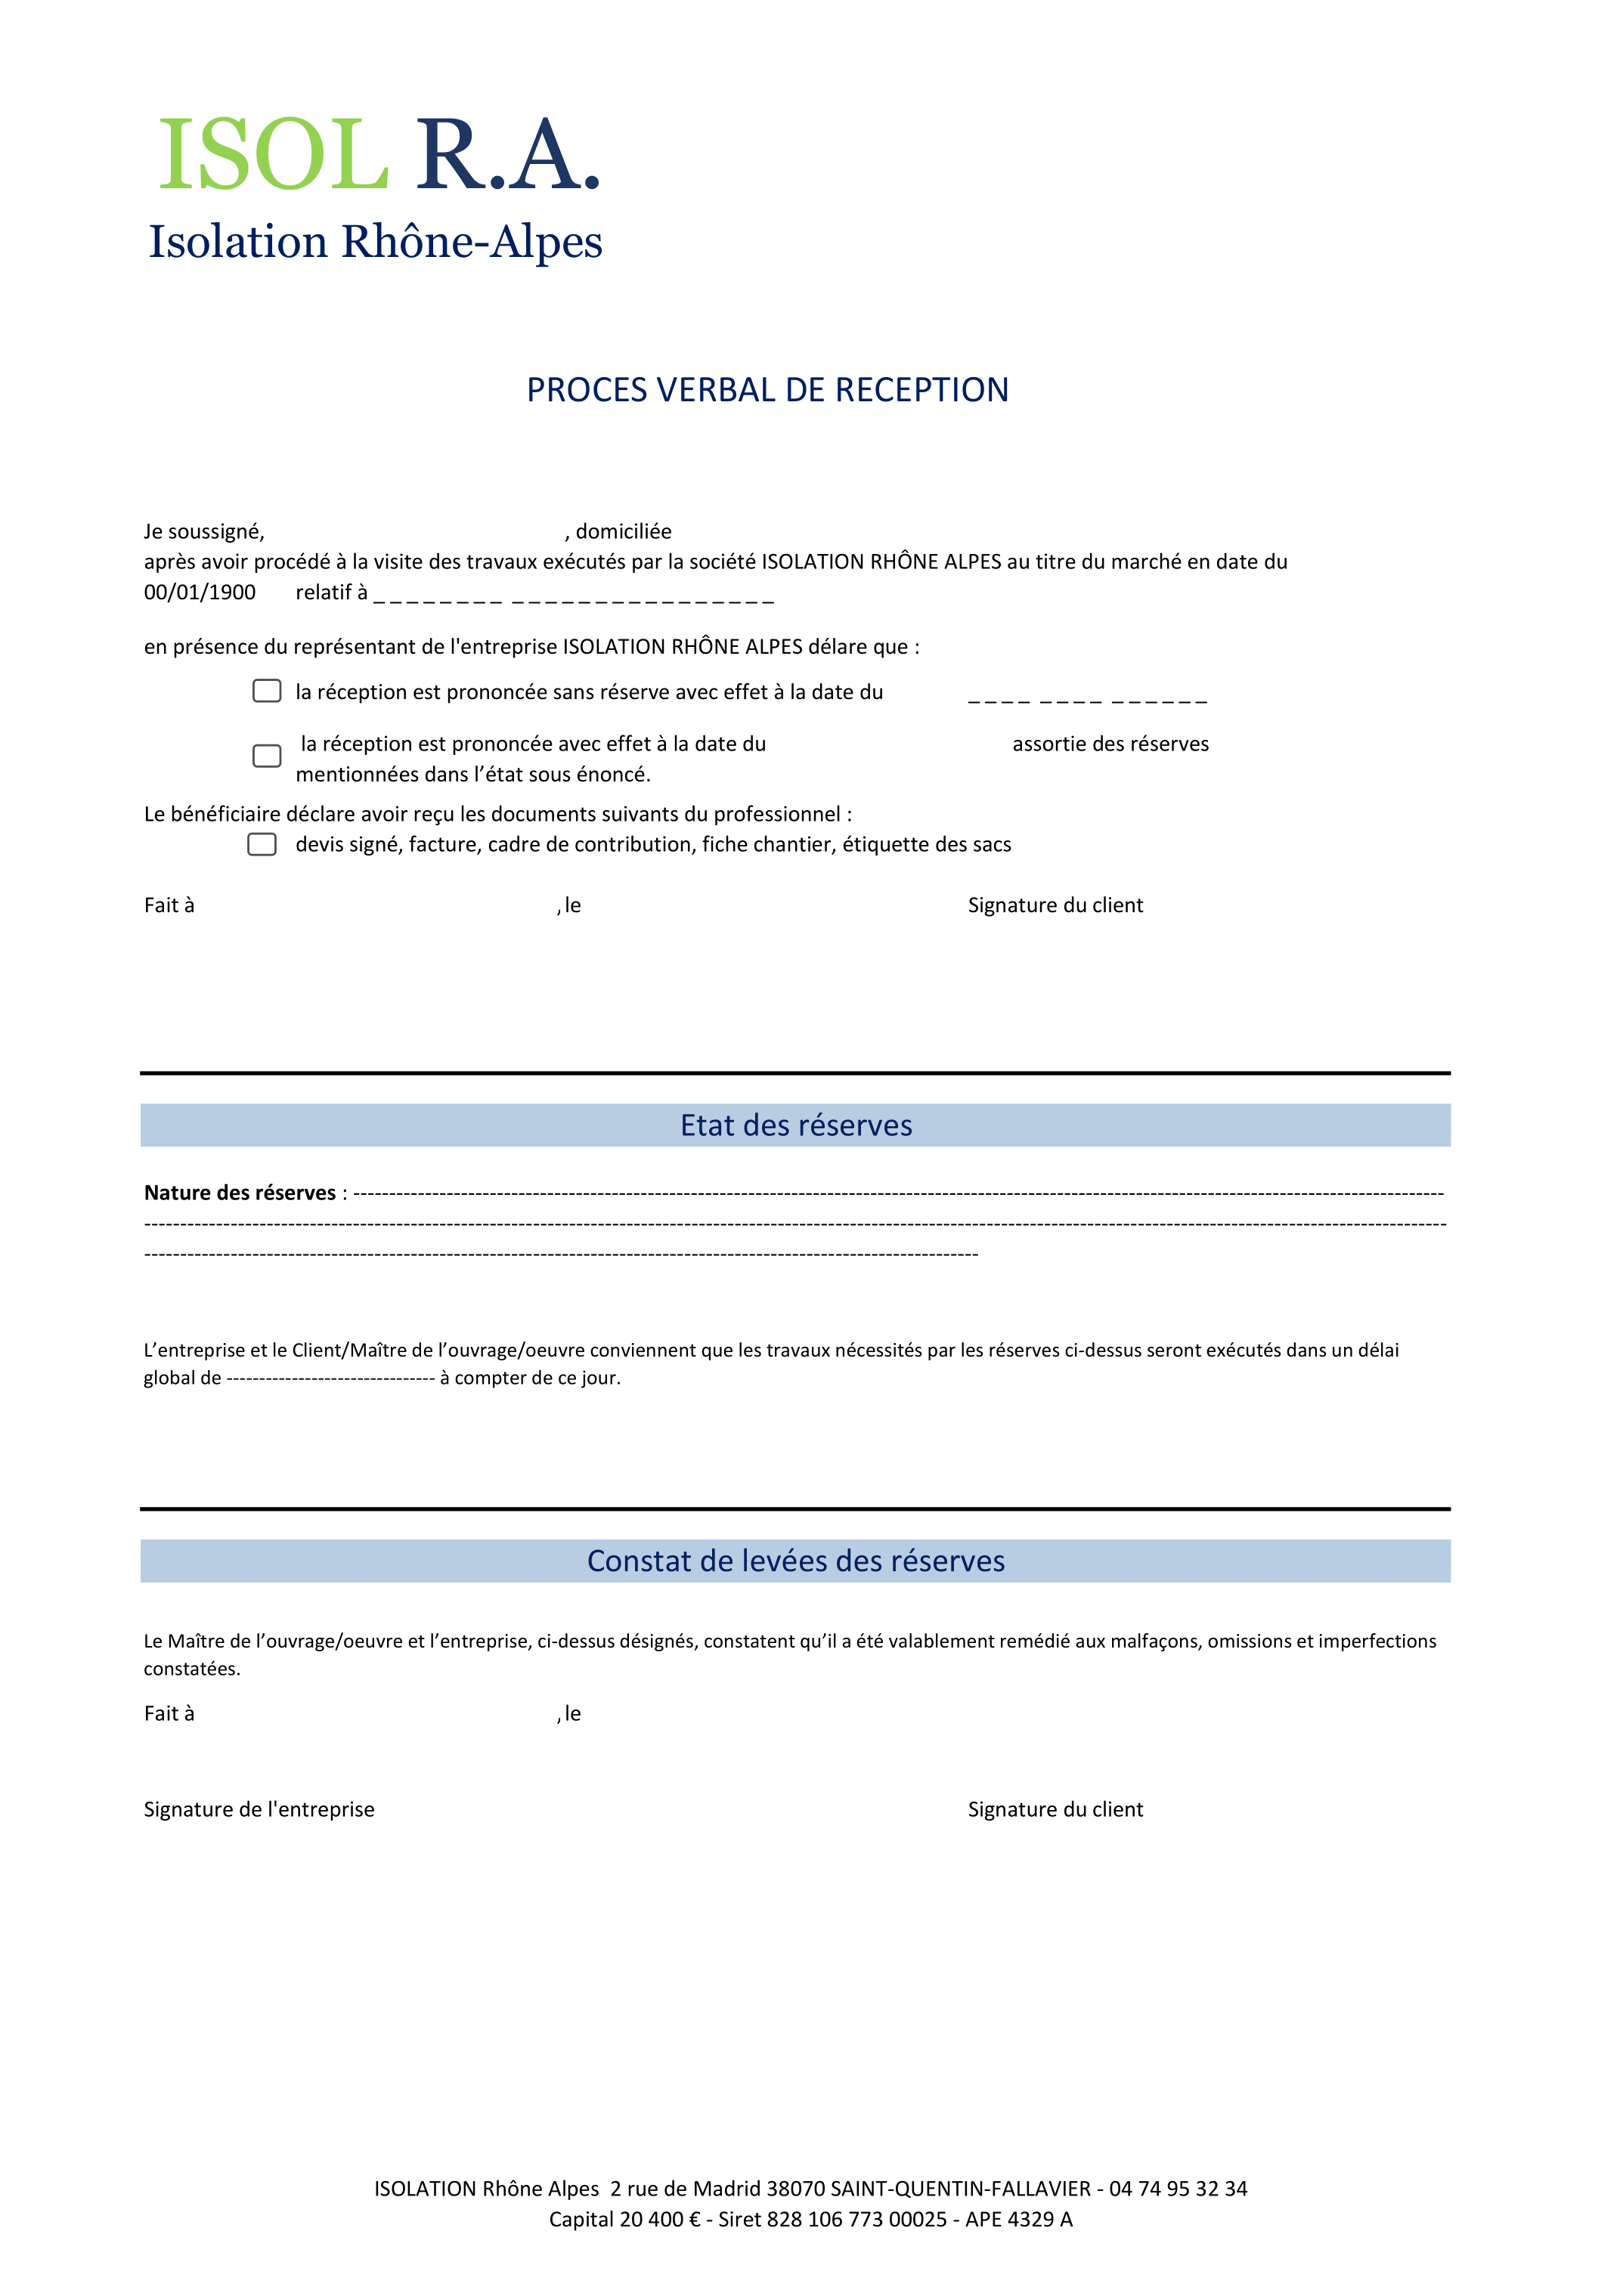 ISOL R.A.
Isolation Rhône-Alpes
PROCES VERBAL DE RECEPTION
Je soussigné, , domiciliée
après avoir procédé à la visite des travaux exécutés par la société ISOLATION RHÔNE ALPES au titre du marché en date du
00/01/1900 relatif à _ _ _ _ _ _ _ _ _ _ _ _ _ _ _ _ _ _ _ _ _ _ _ _
en présence du représentant de l'entreprise ISOLATION RHÔNE ALPES délare que :
la réception est prononcée sans réserve avec effet à la date du _ _ _ _ _ _ _ _ _ _ _ _ _ _
la réception est prononcée avec effet à la date du assortie des réserves
mentionnées dans l’état sous énoncé.
Le bénéficiaire déclare avoir reçu les documents suivants du professionnel :
devis signé, facture, cadre de contribution, fiche chantier, étiquette des sacs
Fait à , le Signature du client
Etat des réserves
Nature des réserves : --------------------------------------------------------------------------------
--------------------------------------------------------------------------------
--------------------------------------------------------------------------------
L’entreprise et le Client/Maître de l’ouvrage/oeuvre conviennent que les travaux nécessités par les réserves ci-dessus seront exécutés dans un délai
global de -------------------------------- à compter de ce jour.
Constat de levées des réserves
Le Maître de l’ouvrage/oeuvre et l’entreprise, ci-dessus désignés, constatent qu’il a été valablement remédié aux malfaçons, omissions et imperfections
constatées.
Fait à , le
Signature de l'entreprise Signature du client
ISOLATION Rhône Alpes 2 rue de Madrid 38070 SAINT-QUENTIN-FALLAVIER - 04 74 95 32 34
Capital 20 400 € - Siret 828 106 773 00025 - APE 4329 A